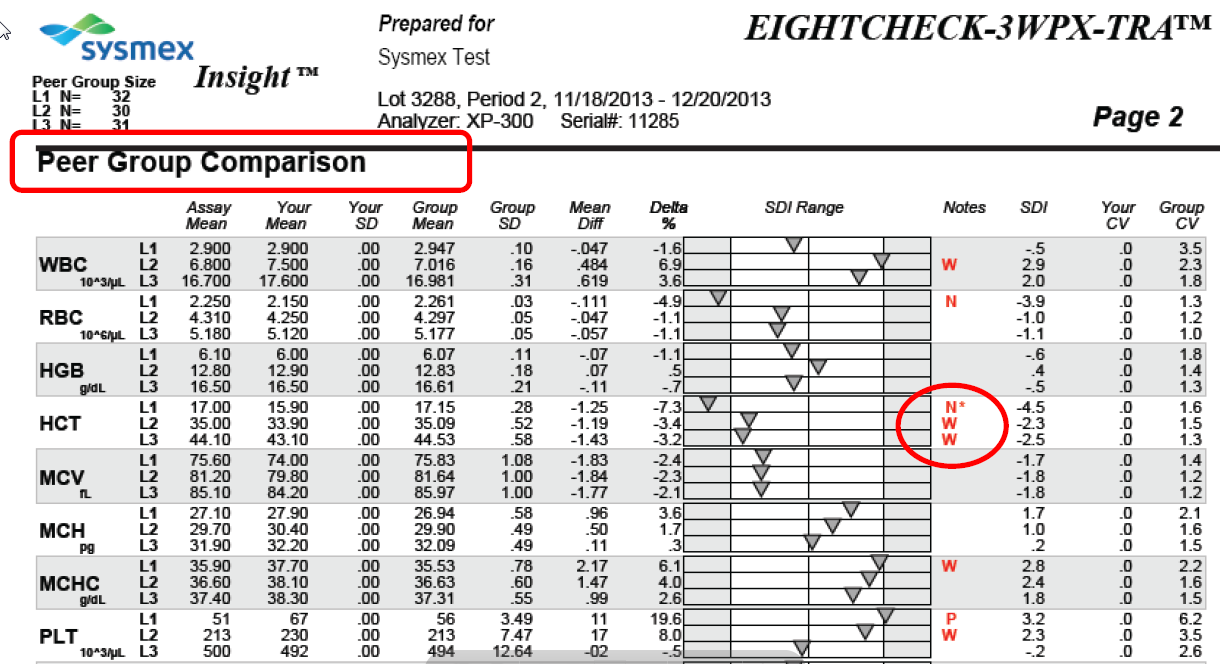 Prepared for
EIGHTCHECK-3WPX-TRA™
sysmex
Sysmex Test
Insight ™
Peer Group Size
L1 N= 32
L2 N= 30
L3 N= 31
Lot 3288, Period 2, 11/18/2013 - 12/20/2013
Analyzer: XP-300 Serial#: 11285
Page 2
Peer Group Comparison
Assay Your Your Group Group Mean Delta SDI Range Notes SDI Your Group
Mean Mean SD Mean SD Diff % CV CV
L1 2.900 2.900 .00 2.947 .10 -.047 -1.6 -.5 .0 3.5
WBC L2 6.800 7.500 .00 7.016 .16 .484 6.9 W 2.9 .0 2.3
10^3/µL L3 16.700 17.600 .00 16.981 .31 .619 3.6 2.0 .0 1.8
L1 2.250 2.150 .00 2.261 .03 -.111 -4.9 N -3.9 .0 1.3
RBC L2 4.310 4.250 .00 4.297 .05 -.047 -1.1 -1.0 .0 1.2
10^6/µL L3 5.180 5.120 .00 5.177 .05 -.057 -1.1 -1.1 .0 1.0
L1 6.10 6.00 .00 6.07 .11 -.07 -1.1 -.6 .0 1.8
HGB L2 12.80 12.90 .00 12.83 .18 .07 .5 .4 .0 1.4
g/dL L3 16.50 16.50 .00 16.61 .21 -.11 -.7 -.5 .0 1.3
L1 17.00 15.90 .00 17.15 .28 -1.25 -7.3 N* -4.5 .0 1.6
HCT L2 35.00 33.90 .00 35.09 .52 -1.19 -3.4 W -2.3 .0 1.5
L3 44.10 43.10 .00 44.53 .58 -1.43 -3.2 W -2.5 .0 1.3
L1 75.60 74.00 .00 75.83 1.08 -1.83 -2.4 -1.7 .0 1.4
MCV L2 81.20 79.80 .00 81.64 1.00 -1.84 -2.3 -1.8 .0 1.2
fL L3 85.10 84.20 .00 85.97 1.00 -1.77 -2.1 -1.8 .0 1.2
L1 27.10 27.90 .00 26.94 .58 .96 3.6 1.7 .0 2.1
MCH L2 29.70 30.40 .00 29.90 .49 .50 1.7 1.0 .0 1.6
pg L3 31.90 32.20 .00 32.09 .49 .11 .3 .2 .0 1.5
L1 35.90 37.70 .00 35.53 .78 2.17 6.1 W 2.8 .0 2.2
MCHC L2 36.60 38.10 .00 36.63 .60 1.47 4.0 2.4 .0 1.6
g/dL L3 37.40 38.30 .00 37.31 .55 .99 2.6 1.8 .0 1.5
L1 51 67 .00 56 3.49 11 19.6 P 3.2 .0 6.2
PLT L2 213 230 .00 213 7.47 17 8.0 W 2.3 .0 3.5
10^3/µL L3 500 492 .00 494 12.64 -02 -.5 -.2 .0 2.6